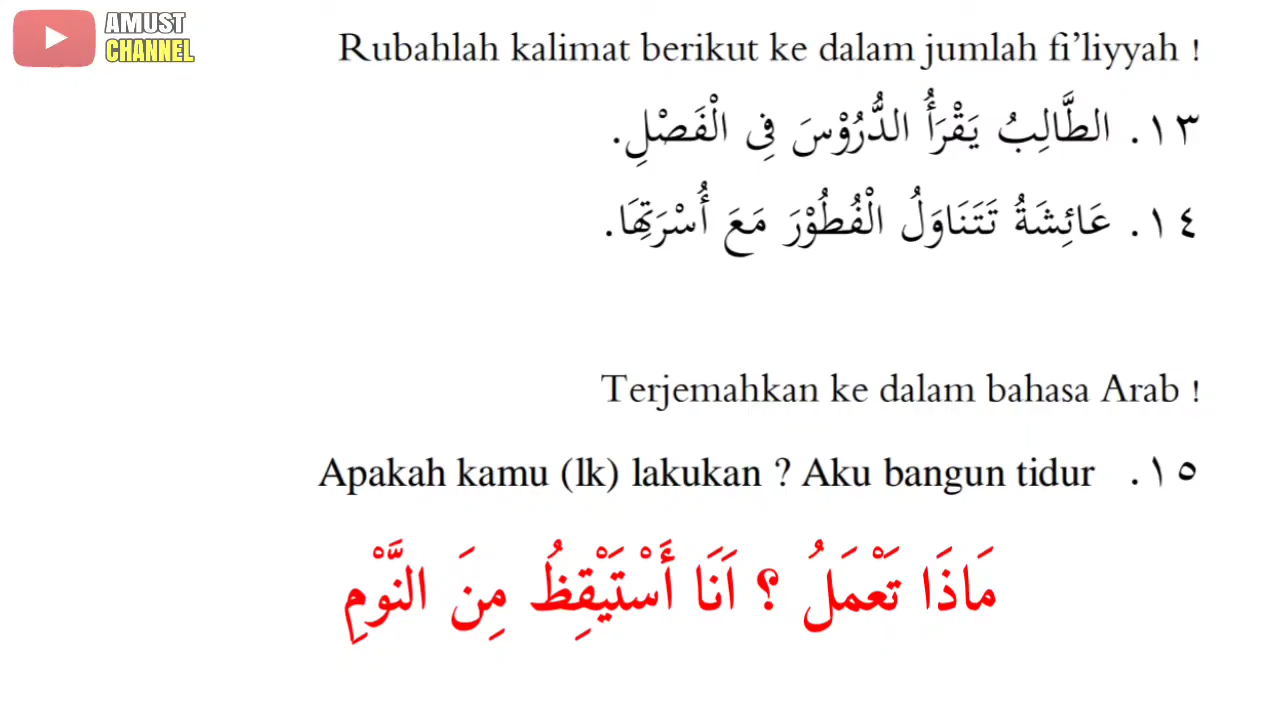 AMUST
CHANNEL
Rubahlah kalimat berikut ke dalam jumlah fi’liyyah !
١٣. الطَّالِبُ يَقْرَأُ الدُّرُوْسَ فِى الْفَصْلِ.
١٤. عَائِشَةُ تَتَنَاوَلُ الْفُطُوْرَ مَعَ أُسْرَتِهَا.
Terjemahkan ke dalam bahasa Arab !
١٥. Apakah kamu (lk) lakukan ? Aku bangun tidur
مَاذَا تَعْمَلُ ؟ اَنَا أَسْتَيْقِظُ مِنَ النَّوْمِ